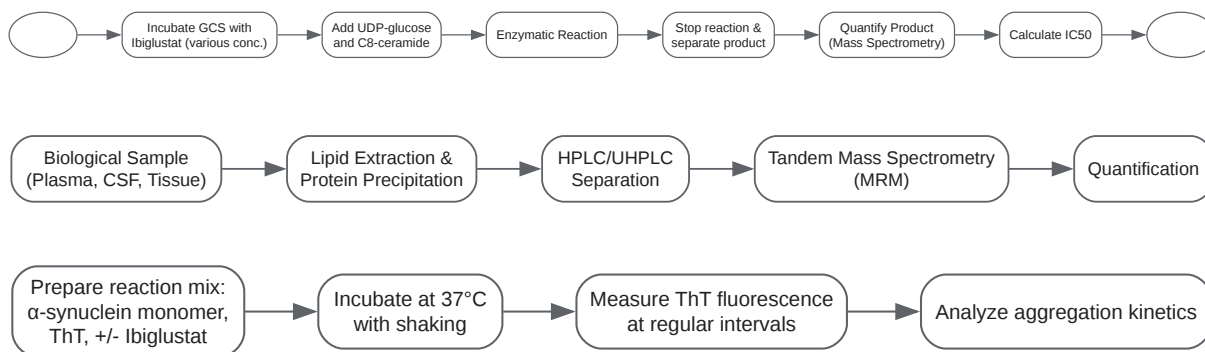 Incubate GCS with
Ibiglustat (various conc.)
Add UDP-glucose
and C8-ceramide
Enzymatic Reaction
Stop reaction &
separate product
Quantify Product
(Mass Spectrometry)
Calculate IC50
Biological Sample
(Plasma, CSF, Tissue)
Lipid Extraction &
Protein Precipitation
HPLC/UHPLC
Separation
Tandem Mass Spectrometry
(MRM)
Quantification
Prepare reaction mix:
α-synuclein monomer,
ThT, +/- Ibiglustat
Incubate at 37°C
with shaking
Measure ThT fluorescence
at regular intervals
Analyze aggregation kinetics